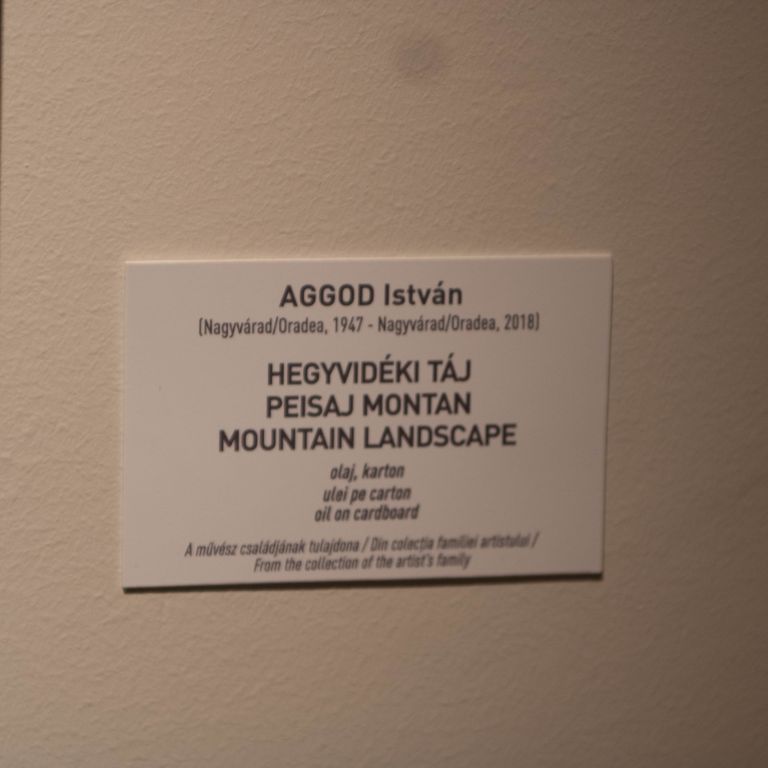 AGGOD István
(Nagyvárad/Oradea, 1947 - Nagyvárad/Oradea, 2018)
HEGYVIDÉKI TÁJ
PEISAJ MONTAN
MOUNTAIN LANDSCAPE
olaj, karton
ulei pe carton
oil on cardboard
A művész családjának tulajdona / Din colecția familiei artistului /
From the collection of the artist's family